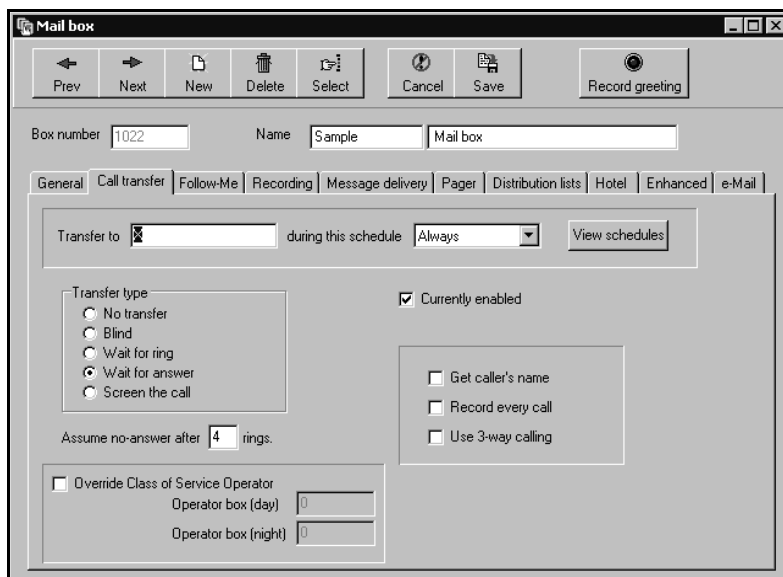 Mail box
Prev Next New Delete Select Cancel Save Record greeting
Box number 1022 Name Sample Mail box
General Call transfer Follow-Me Recording Message delivery Pager Distribution lists Hotel Enhanced e-Mail
Transfer to X during this schedule Always View schedules
Transfer type
No transfer
Blind
Wait for ring
Wait for answer
Screen the call
Currently enabled
Get caller's name
Record every call
Use 3-way calling
Assume no-answer after 4 rings.
Override Class of Service Operator
Operator box (day) 0
Operator box (night) 0